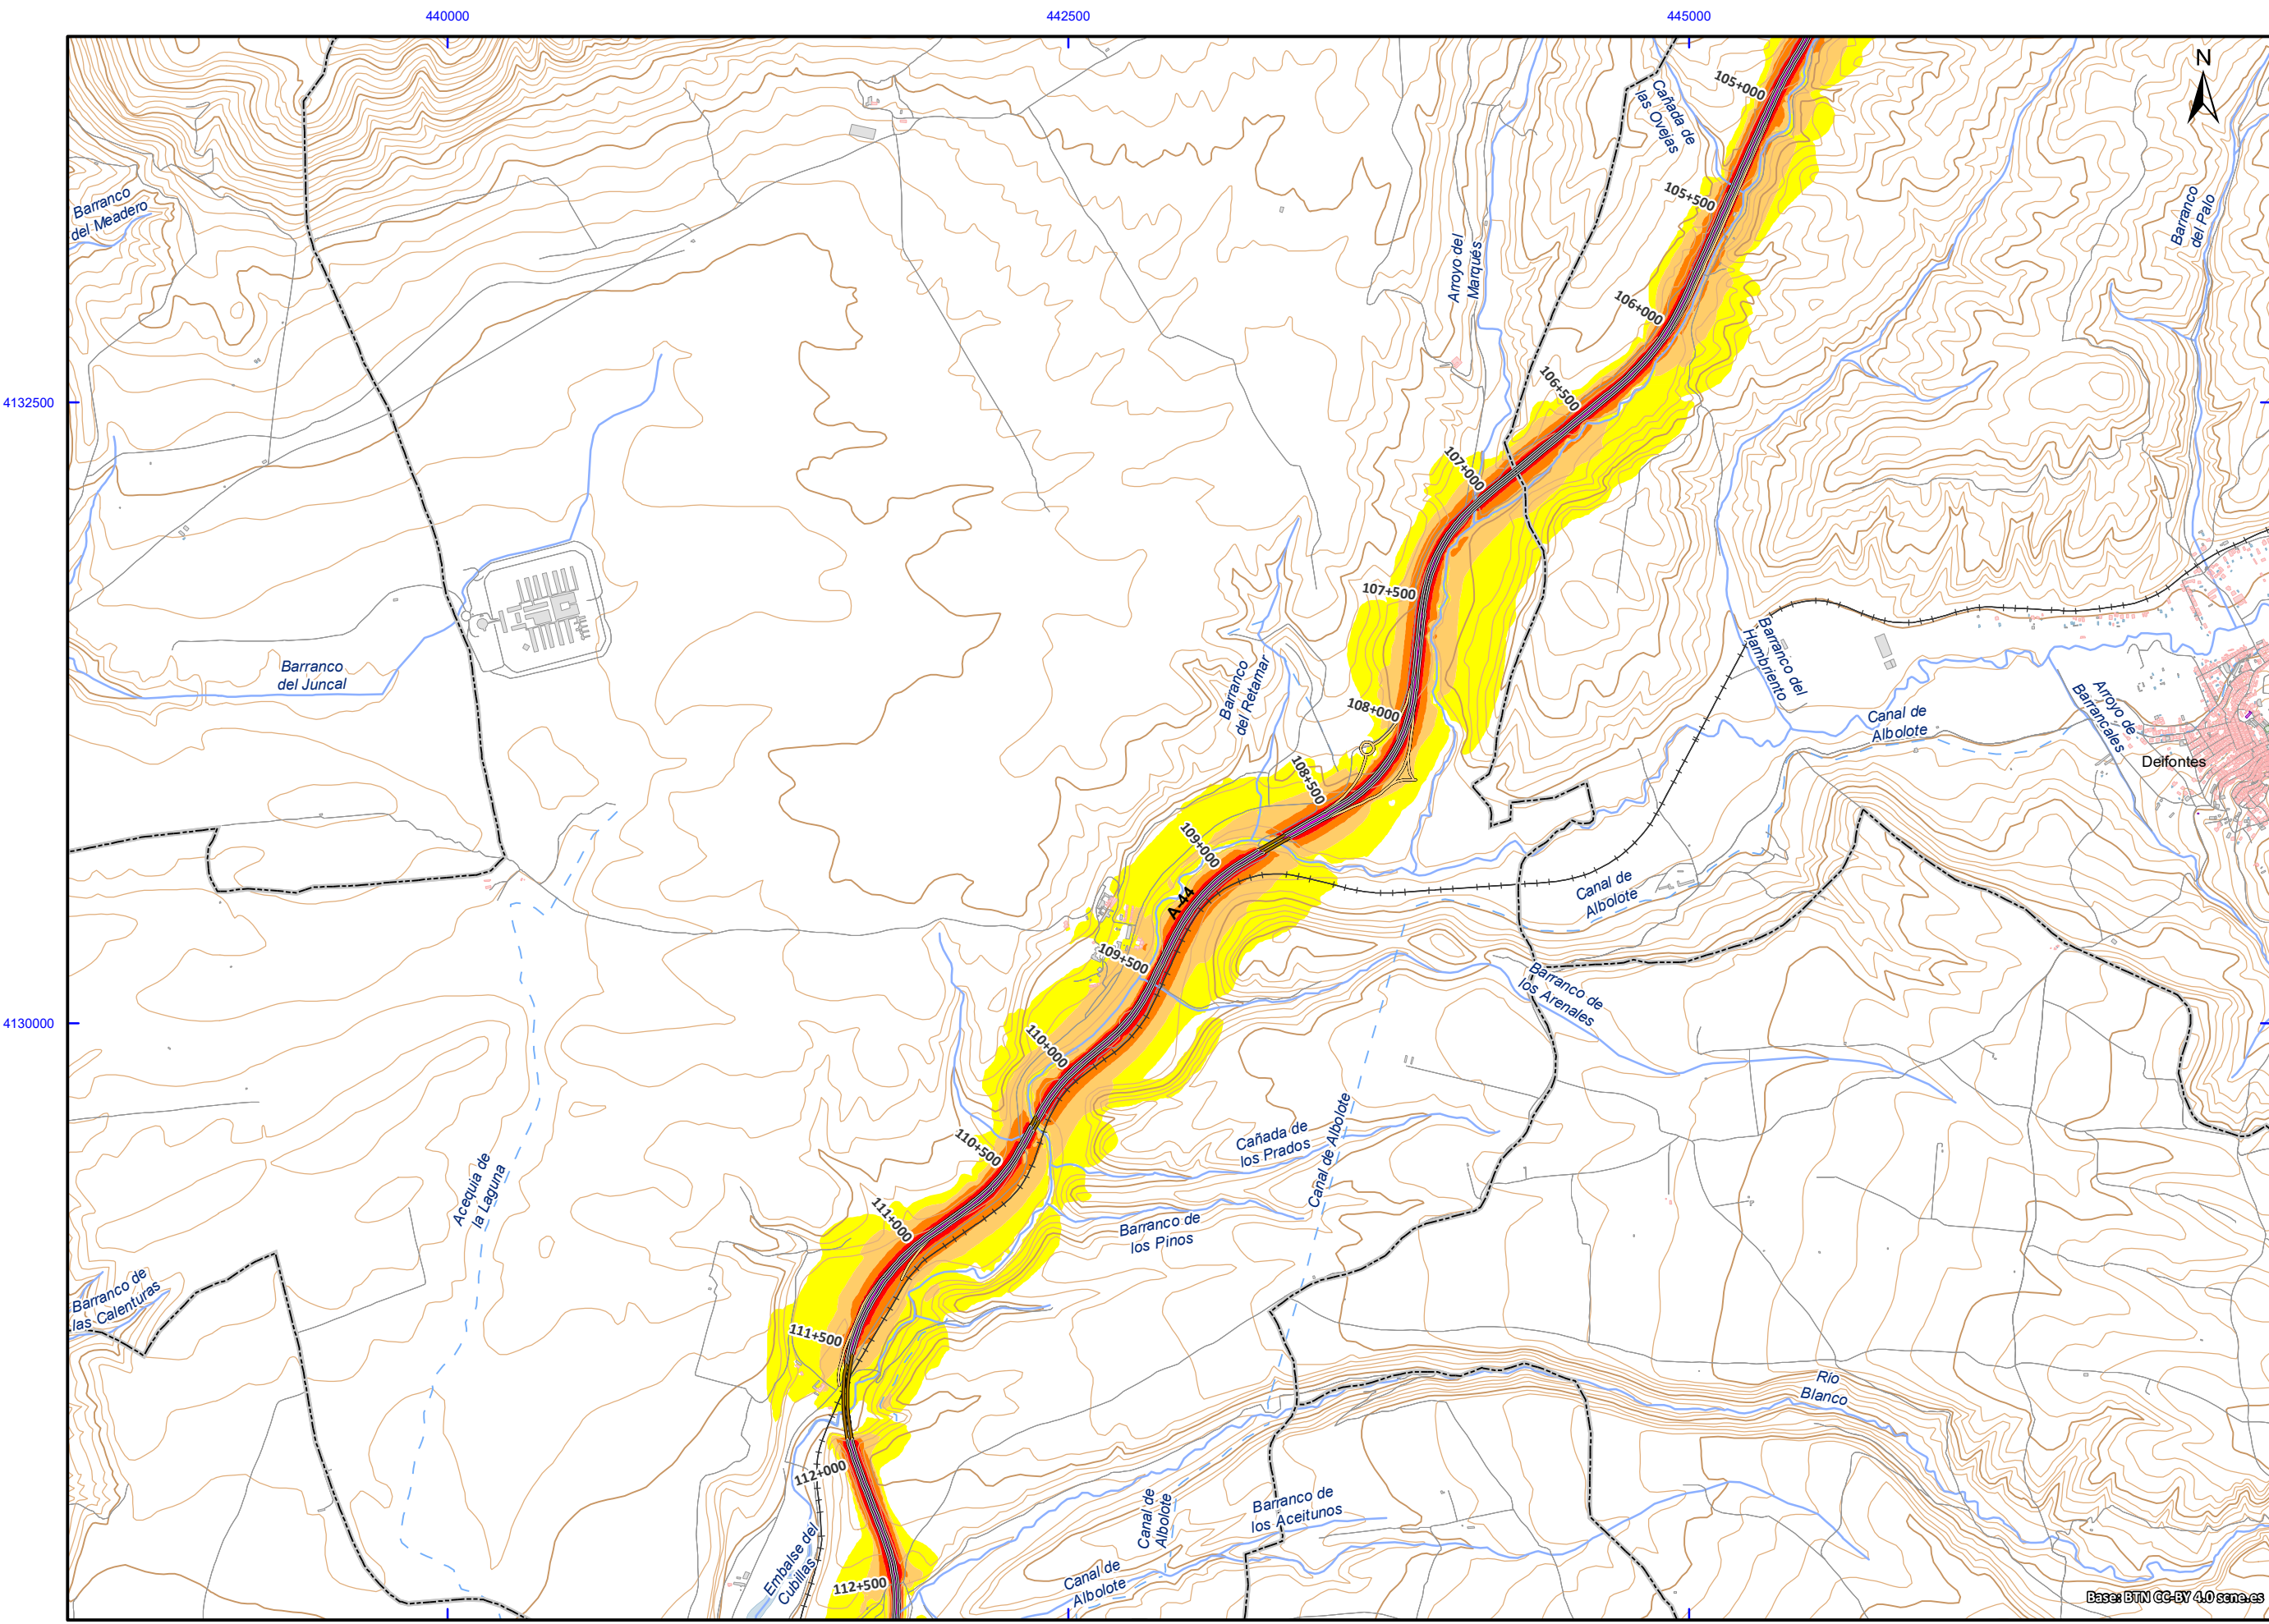 440000
442500
445000
N
105+000
Cañada de
las Ovejas
105+500
Barranco
del Meadero
Barranco
del Palo
Arroyo del
Marqués
106+000
4132500
106+500
107+000
107+500
Barranco
del Juncal
Barranco del
Hambriento
Barranco
del Retamar
108+000
Canal de
Albolote
Arroyo de
Barrancales
Deifontes
108+500
109+000
Canal de
Albolote
A-44
109+500
Barranco de
los Arenales
4130000
110+000
Canal de Albolote
Cañada de
los Prados
110+500
Acequia de
la Laguna
111+000
Barranco de
los Pinos
Barranco de
las Calenturas
111+500
Río
Blanco
112+000
Canal de
Albolote
Barranco de
los Aceitunos
Embalse del
Cubillas
Canal de
Albolote
112+500
Base: BTN CC-BY 4.0 scne.es